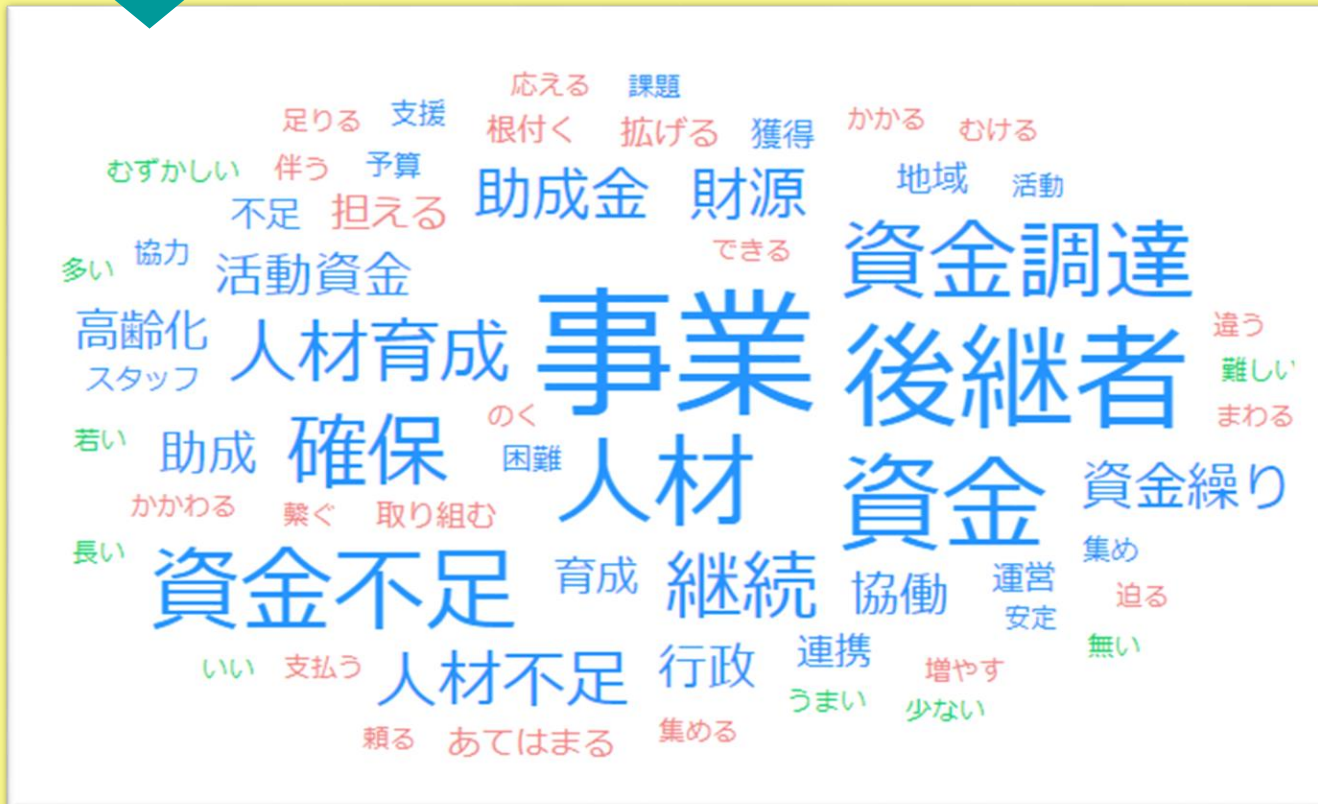 応える 課題
足りる 支援 根付く 拡げる 獲得 かかる むける
むずかしい 伴う 予算 助成金 財源 地域 活動
不足 担える できる 資金調達
多い 協力 活動資金
高齢化 人材育成 事業 後継者 違う
スタッフ 難しい
のく まわる
若い 助成 確保 困難 人材 資金 資金繰り
かかわる 繋ぐ 取り組む
長い 資金不足 育成 継続 協働 運営 集め
安定 迫る
いい 支払う 人材不足 行政 連携 増やす 無い
うまい 少ない
頼る あてはまる 集める